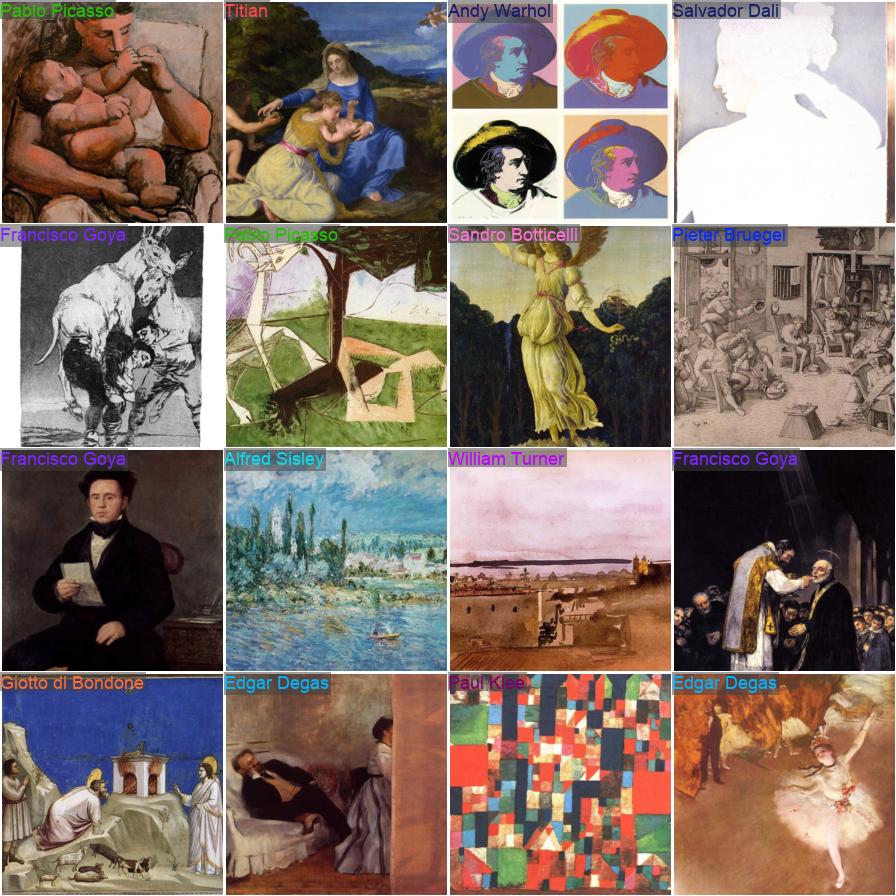 Pablo Picasso
Titian
Andy Warhol
Salvador Dali
Francisco Goya
Pablo Picasso
Sandro Botticelli
Pieter Bruegel
Francisco Goya
Alfred Sisley
William Turner
Francisco Goya
Giotto di Bondone
Edgar Degas
Paul Klee
Edgar Degas